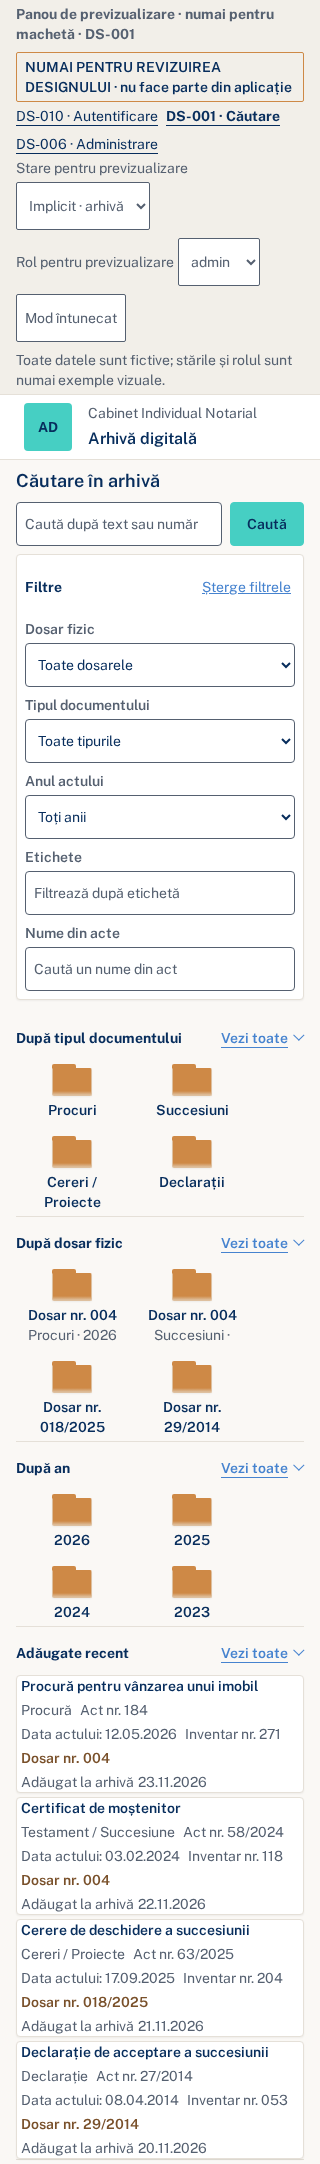 Panou de previzualizare · numai pentru
machetă · DS-001
NUMAI PENTRU REVIZUIREA
DESIGNULUI · nu face parte din aplicație
DS-010 · Autentificare DS-001 · Căutare
DS-006 · Administrare
Stare pentru previzualizare
Implicit · arhivă
Rol pentru previzualizare admin
Mod întunecat
Toate datele sunt fictive; stările și rolul sunt
numai exemple vizuale.
AD
Cabinet Individual Notarial
Arhivă digitală
Căutare în arhivă
Caută după text sau număr Caută
Filtre Șterge filtrele
Dosar fizic
Toate dosarele
Tipul documentului
Toate tipurile
Anul actului
Toți anii
Etichete
Filtrează după etichetă
Nume din acte
Caută un nume din act
După tipul documentului Vezi toate
Procuri Succesiuni
Cereri /
Proiecte
Declarații
După dosar fizic Vezi toate
Dosar nr. 004
Procuri · 2026
Dosar nr. 004
Succesiuni ·
Dosar nr.
018/2025
Dosar nr.
29/2014
După an Vezi toate
2026 2025
2024 2023
Adăugate recent Vezi toate
Procură pentru vânzarea unui imobil
Procură Act nr. 184
Data actului: 12.05.2026 Inventar nr. 271
Dosar nr. 004
Adăugat la arhivă 23.11.2026
Certificat de moștenitor
Testament / Succesiune Act nr. 58/2024
Data actului: 03.02.2024 Inventar nr. 118
Dosar nr. 004
Adăugat la arhivă 22.11.2026
Cerere de deschidere a succesiunii
Cereri / Proiecte Act nr. 63/2025
Data actului: 17.09.2025 Inventar nr. 204
Dosar nr. 018/2025
Adăugat la arhivă 21.11.2026
Declarație de acceptare a succesiunii
Declarație Act nr. 27/2014
Data actului: 08.04.2014 Inventar nr. 053
Dosar nr. 29/2014
Adăugat la arhivă 20.11.2026